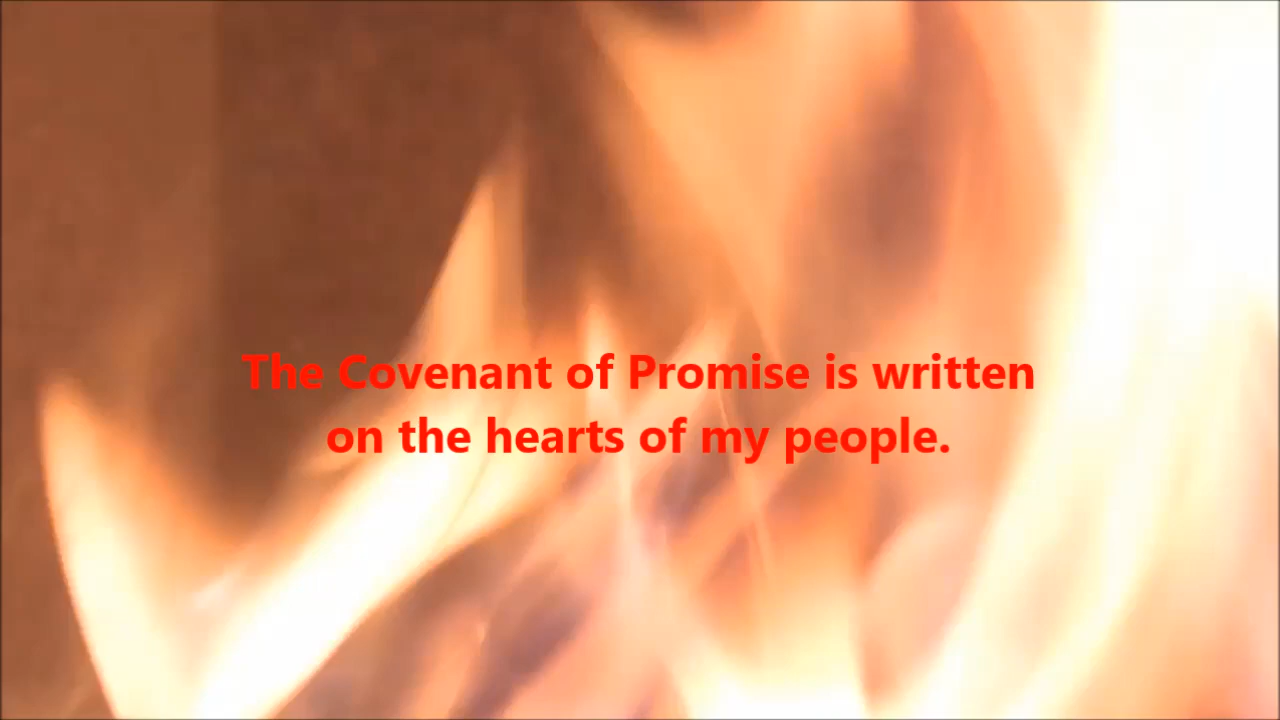 The Covenant of Promise is written
on the hearts of my people.